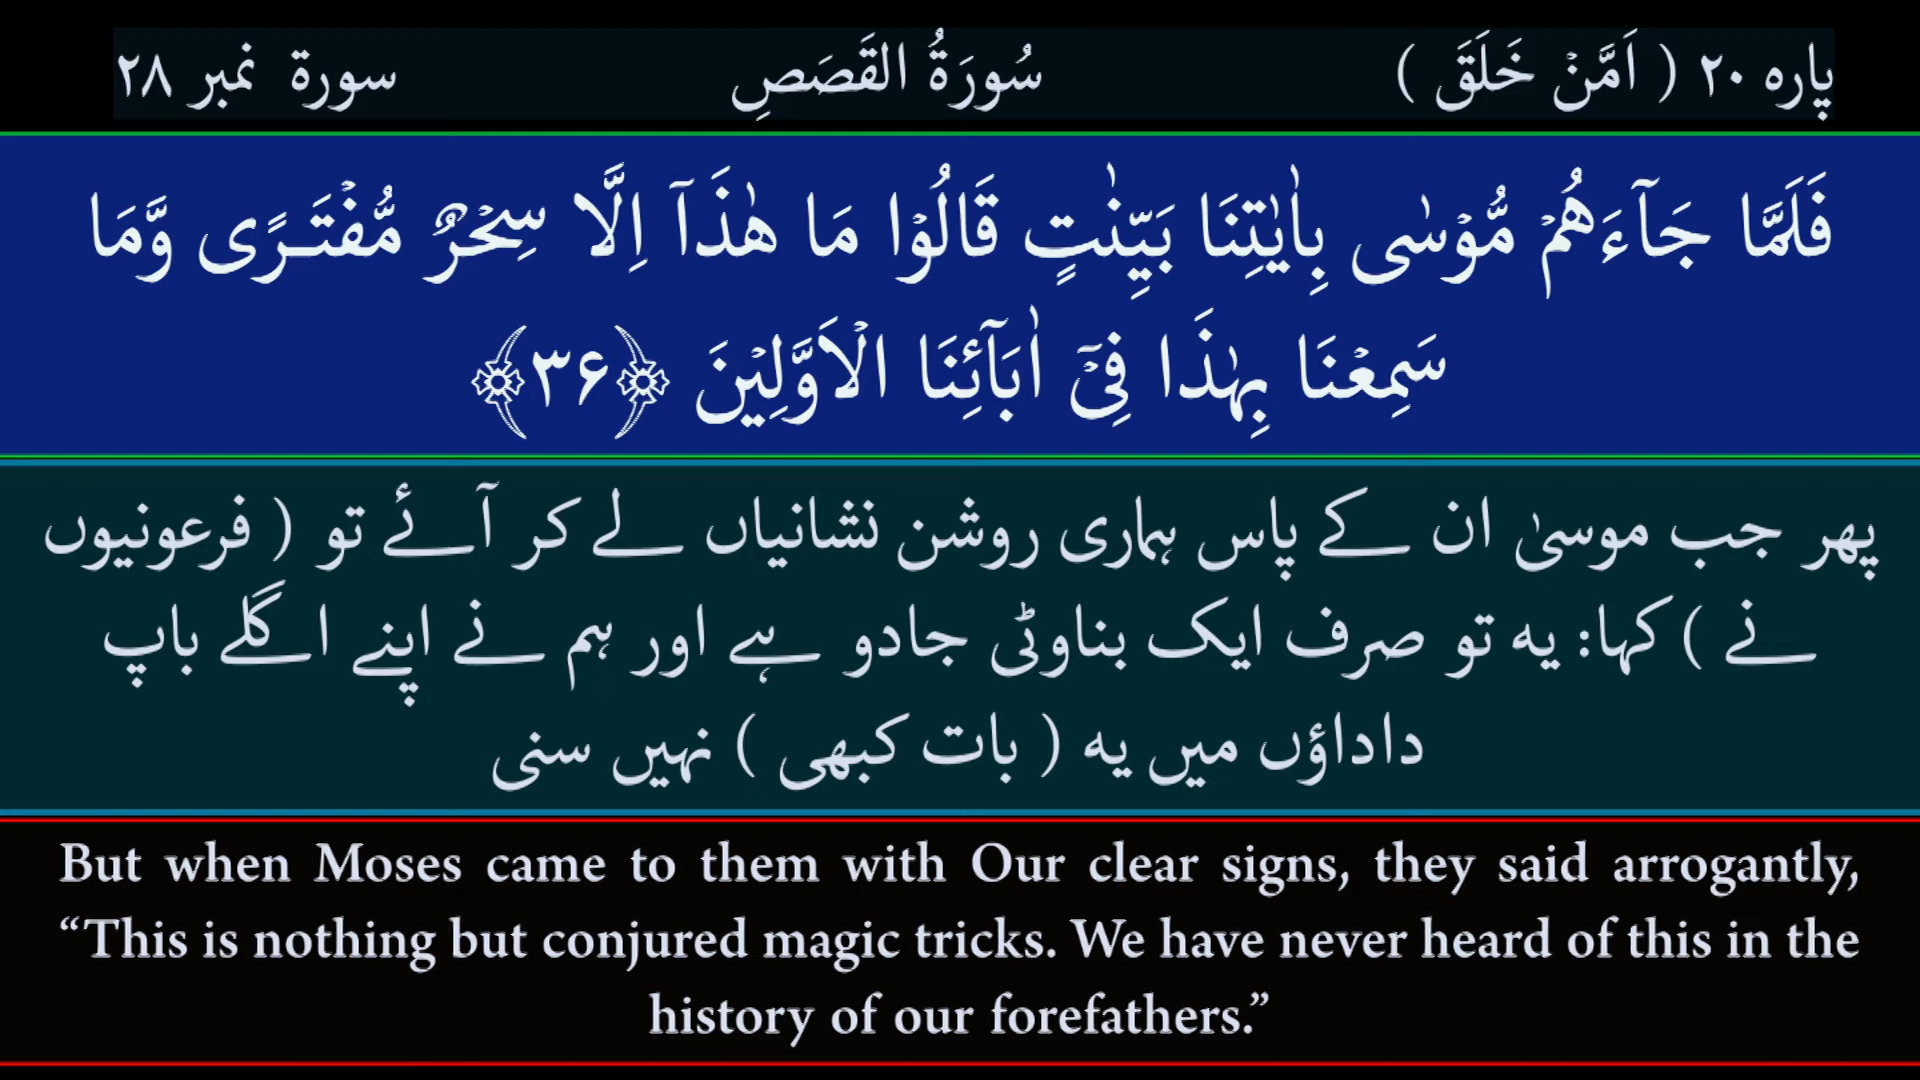 پارہ ۲۰ ( اَمَّنۡ خَلَقَ ) سُورَۃُ القَصَصِ سورۃ نمبر ۲۸
فَلَمَّا جَآءَہُمۡ مُّوۡسٰی بِاٰیٰتِنَا بَیِّنٰتٍ قَالُوۡا مَا ہٰذَاۤ اِلَّا سِحۡرٌ مُّفۡتَـرًی وَّمَا
سَمِعۡنَا بِہٰذَا فِیۡۤ اٰبَآئِنَا الۡاَوَّلِیۡنَ ﴿۳۶﴾
پھر جب موسیٰ ان کے پاس ہماری روشن نشانیاں لے کر آئے تو ( فرعونیوں
نے ) کہا: یہ تو صرف ایک بناوٹی جادو ہے اور ہم نے اپنے اگلے باپ
داداؤں میں یہ ( بات کبھی ) نہیں سنی
But when Moses came to them with Our clear signs, they said arrogantly,
“This is nothing but conjured magic tricks. We have never heard of this in the
history of our forefathers.”